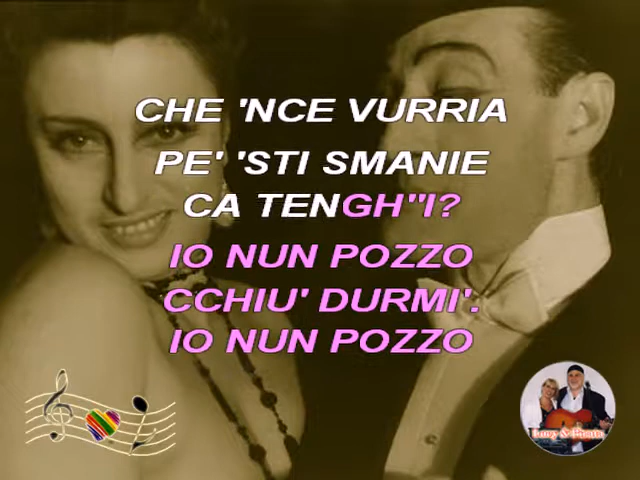 CHE 'NCE VURRIA
PE' 'STI SMANIE
CA TENGH''I?
IO NUN POZZO
CCHIU' DURMI'.
IO NUN POZZO